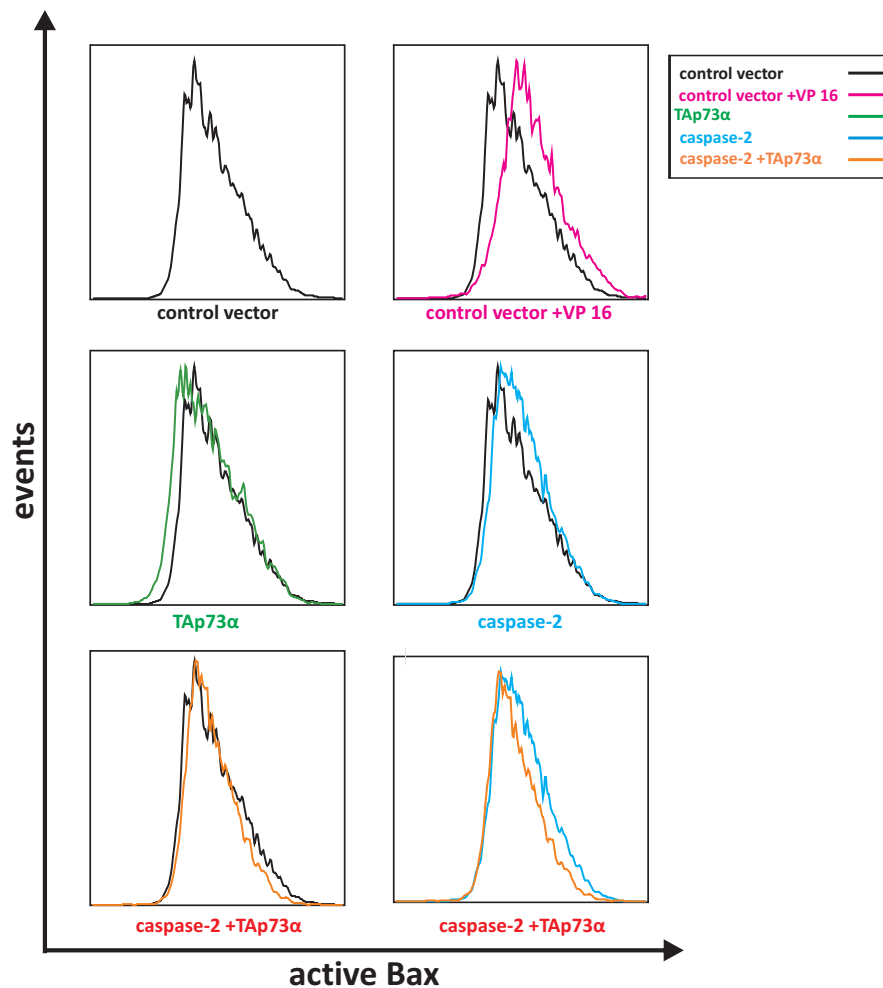 control vector
control vector +VP 16
TAp73α
caspase-2
caspase-2 +TAp73α
control vector
control vector +VP 16
events
TAp73α
caspase-2
caspase-2 +TAp73α
caspase-2 +TAp73α
active Bax